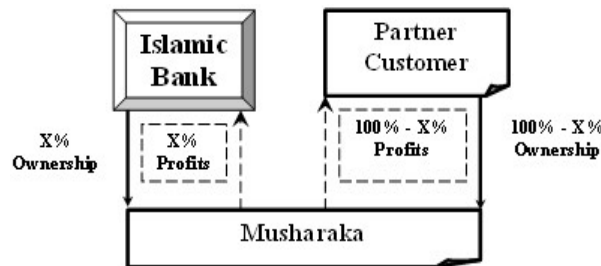 Islamic
Bank
Partner
Customer
X%
Ownership
X%
Profits
100% - X%
Profits
100% - X%
Ownership
Musharaka